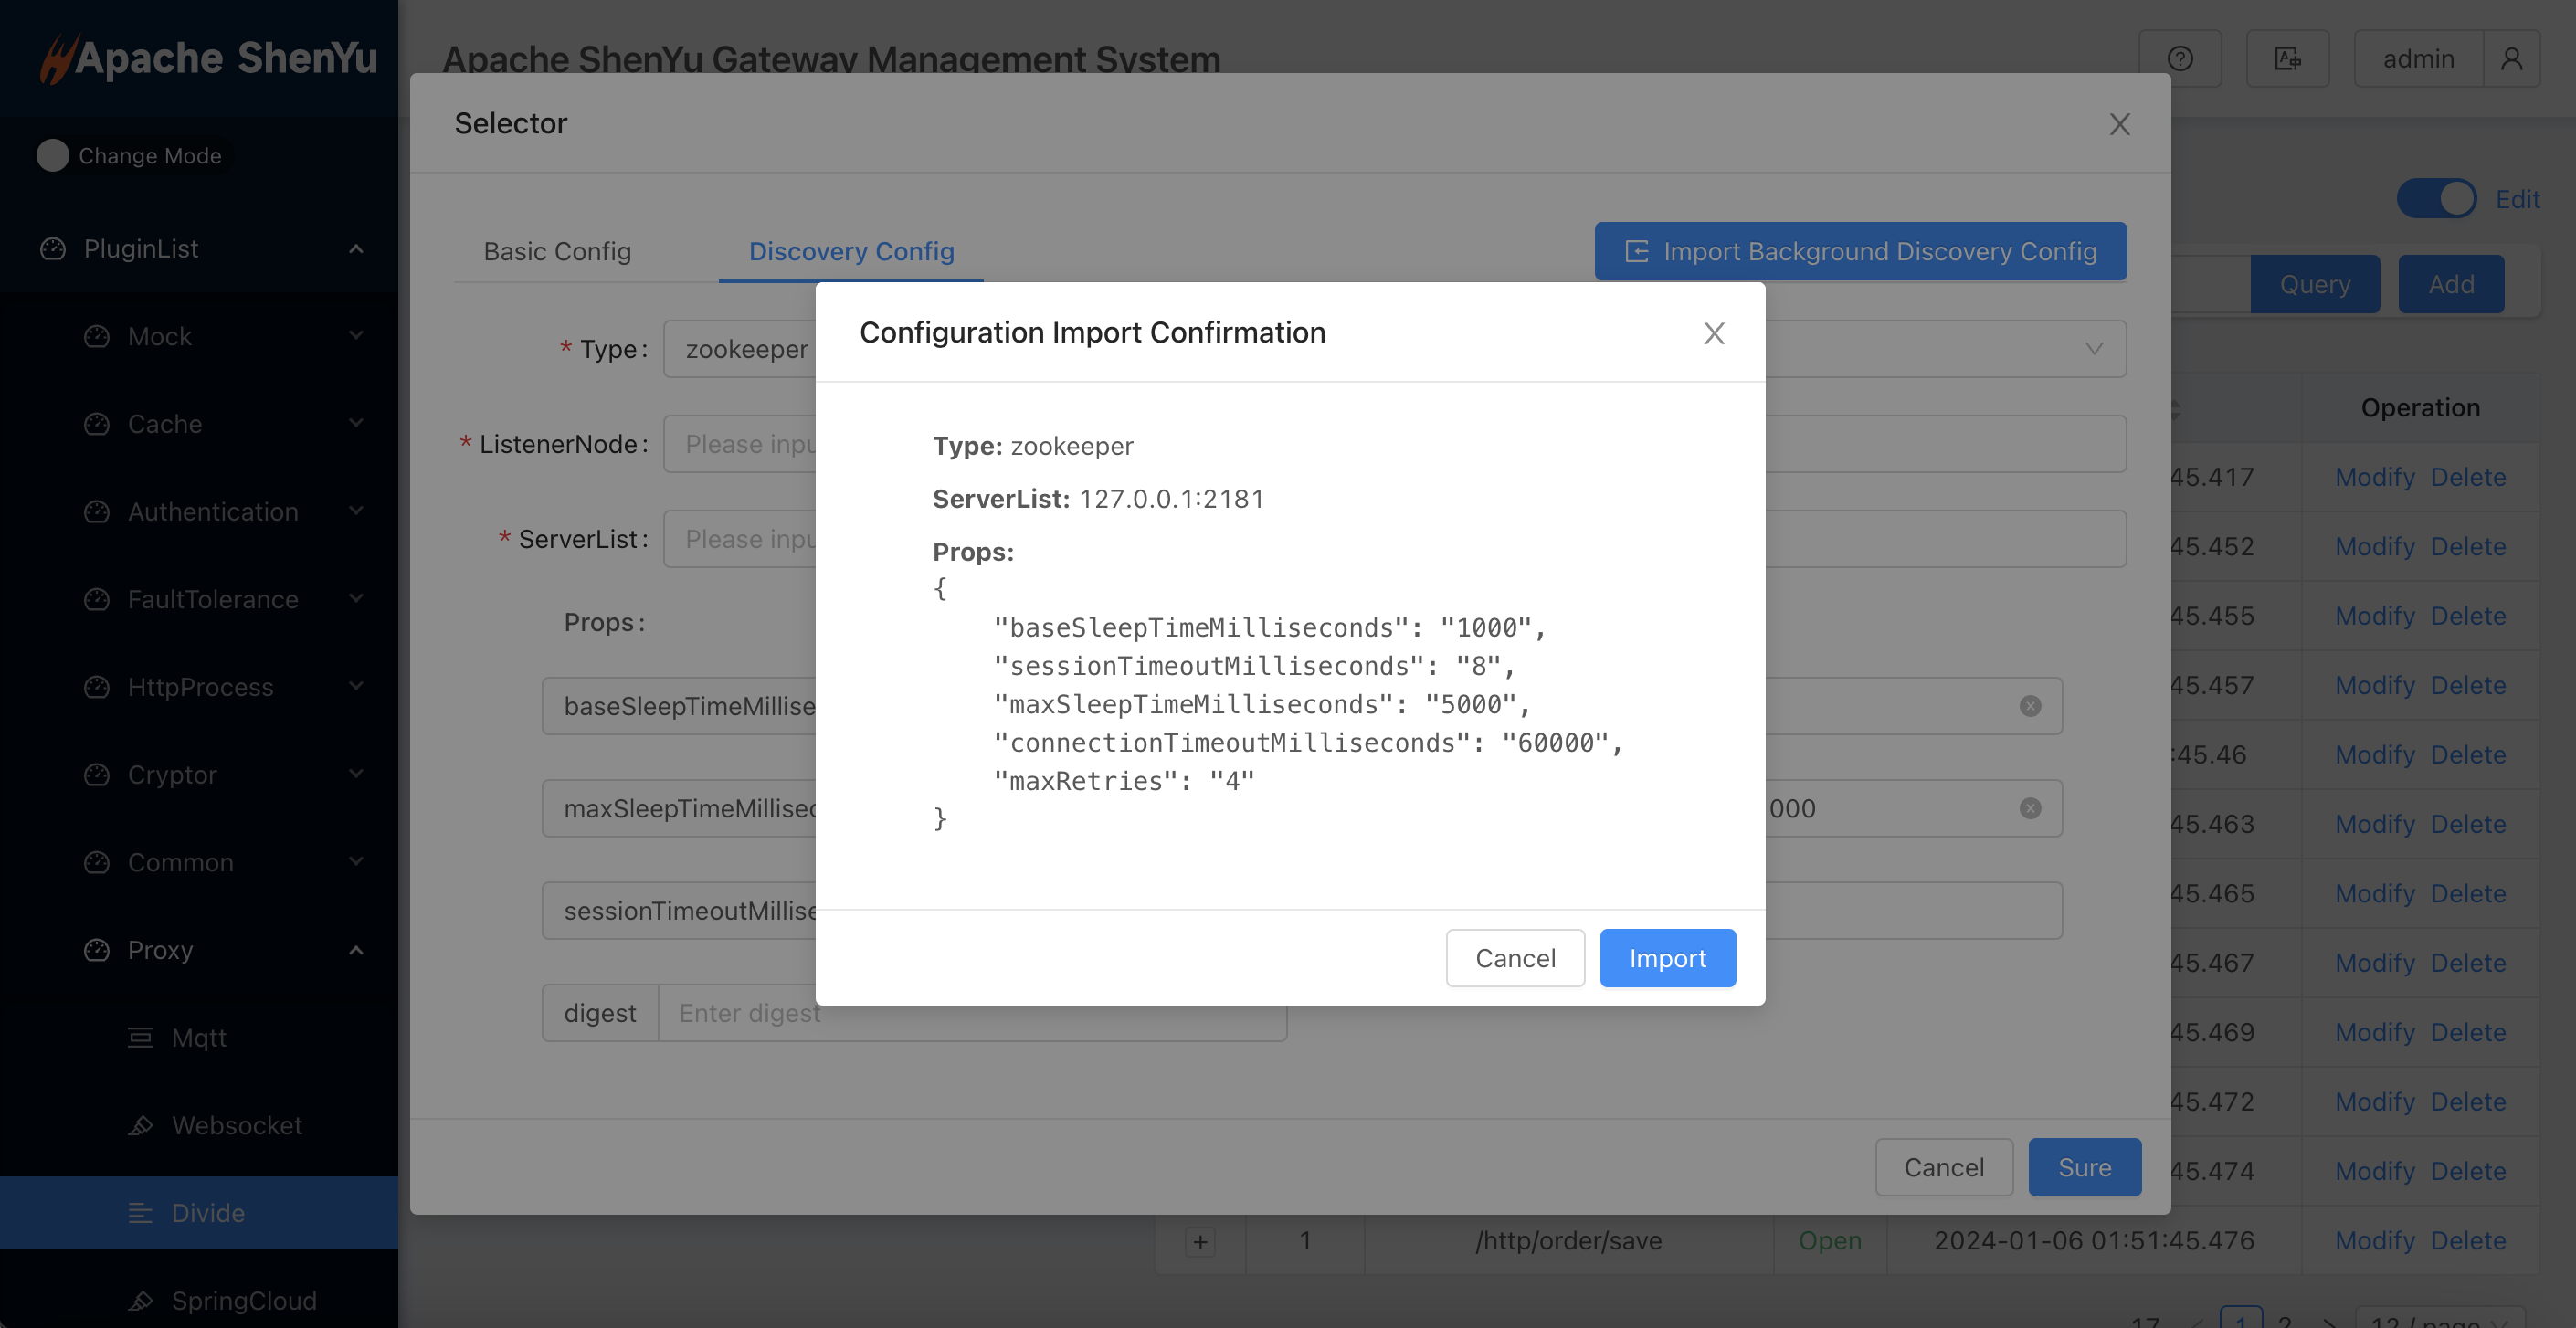 Apache ShenYu
Apache ShenYu Gateway Management System
admin
Change Mode
Selector
Edit
PluginList
Basic Config
Discovery Config
Import Background Discovery Config
Query
Add
Mock
Cache
Authentication
FaultTolerance
HttpProcess
Cryptor
Common
Proxy
Mqtt
Websocket
Divide
SpringCloud
* Type:
zookeeper
* ListenerNode:
Please inpu
* ServerList:
Please inpu
Props:
baseSleepTimeMillise
maxSleepTimeMillisec
000
sessionTimeoutMillise
digest
Enter digest
Configuration Import Confirmation
Type: zookeeper
ServerList: 127.0.0.1:2181
Props:
{
"baseSleepTimeMilliseconds": "1000",
"sessionTimeoutMilliseconds": "8",
"maxSleepTimeMilliseconds": "5000",
"connectionTimeoutMilliseconds": "60000",
"maxRetries": "4"
}
Cancel
Import
Cancel
Sure
Operation
45.417 Modify Delete
45.452 Modify Delete
45.455 Modify Delete
45.457 Modify Delete
:45.46 Modify Delete
45.463 Modify Delete
45.465 Modify Delete
45.467 Modify Delete
45.469 Modify Delete
45.472 Modify Delete
45.474 Modify Delete
+ 1 /http/order/save Open 2024-01-06 01:51:45.476 Modify Delete
17 < 1 2 > 12 / page